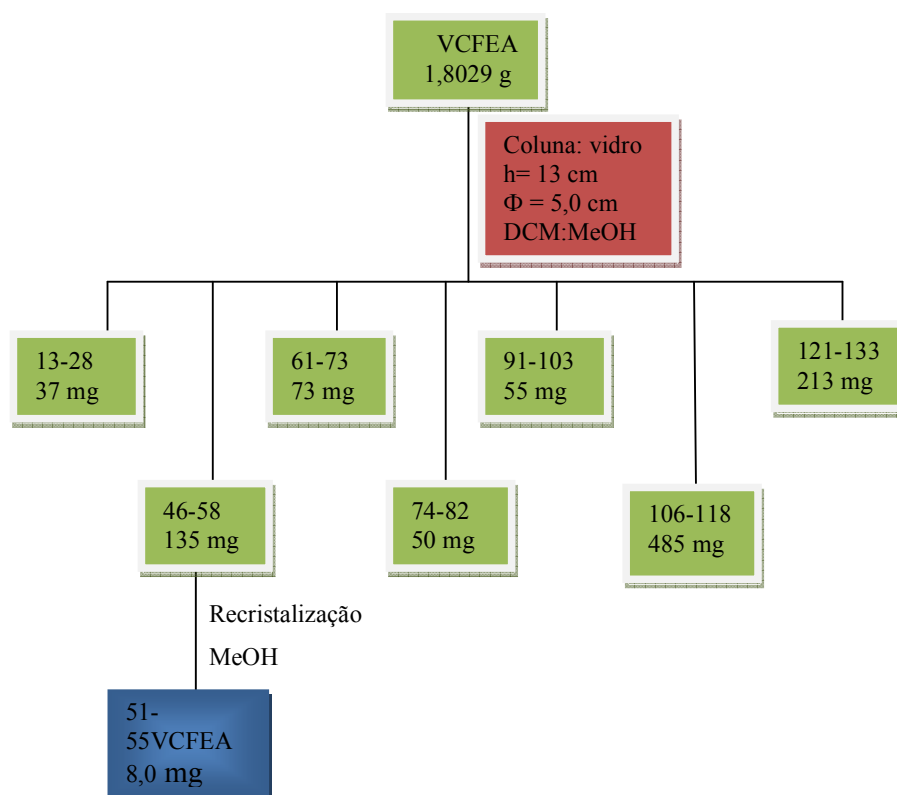 VCFEA
1,8029 g
Coluna: vidro
h= 13 cm
Φ = 5,0 cm
DCM:MeOH
13-28
37 mg
61-73
73 mg
91-103
55 mg
121-133
213 mg
46-58
135 mg
74-82
50 mg
106-118
485 mg
Recristalização
MeOH
51-
55VCFEA
8,0 mg